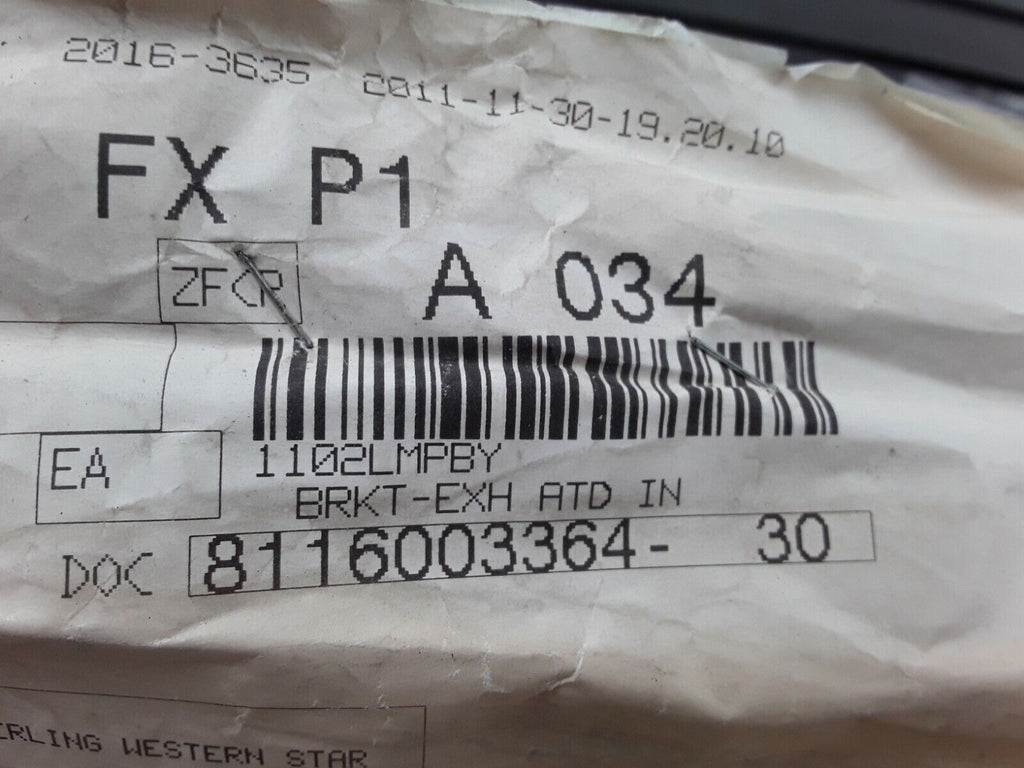 2016-3635 2011-11-30-19.20.10
FX P1
ZFCP A 034
1102LMPBY
EA
BRKT-EXH ATD IN
DOC 8116003364- 30
ERLING WESTERN STAR